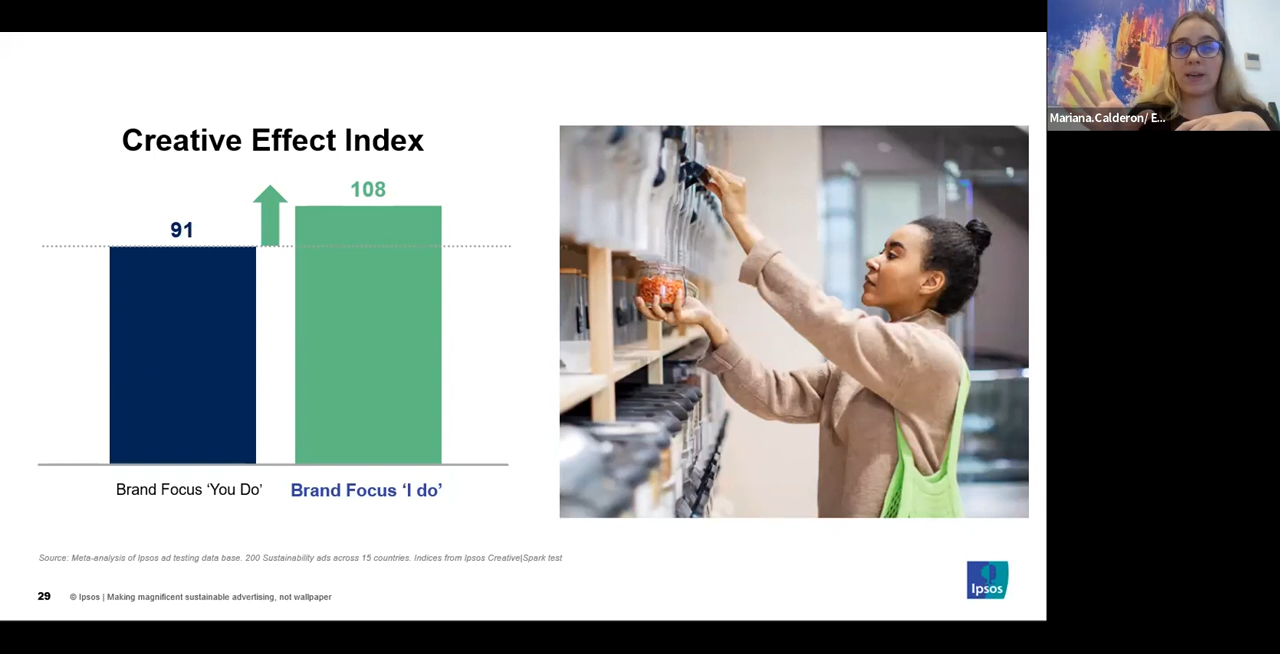 Mariana.Calderon/ E...
Creative Effect Index
108
91
Brand Focus ‘You Do’
Brand Focus ‘I do’
Source: Meta-analysis of Ipsos ad testing data base. 200 Sustainability ads across 15 countries. Indices from Ipsos Creative|Spark test
29 © Ipsos | Making magnificent sustainable advertising, not wallpaper
Ipsos